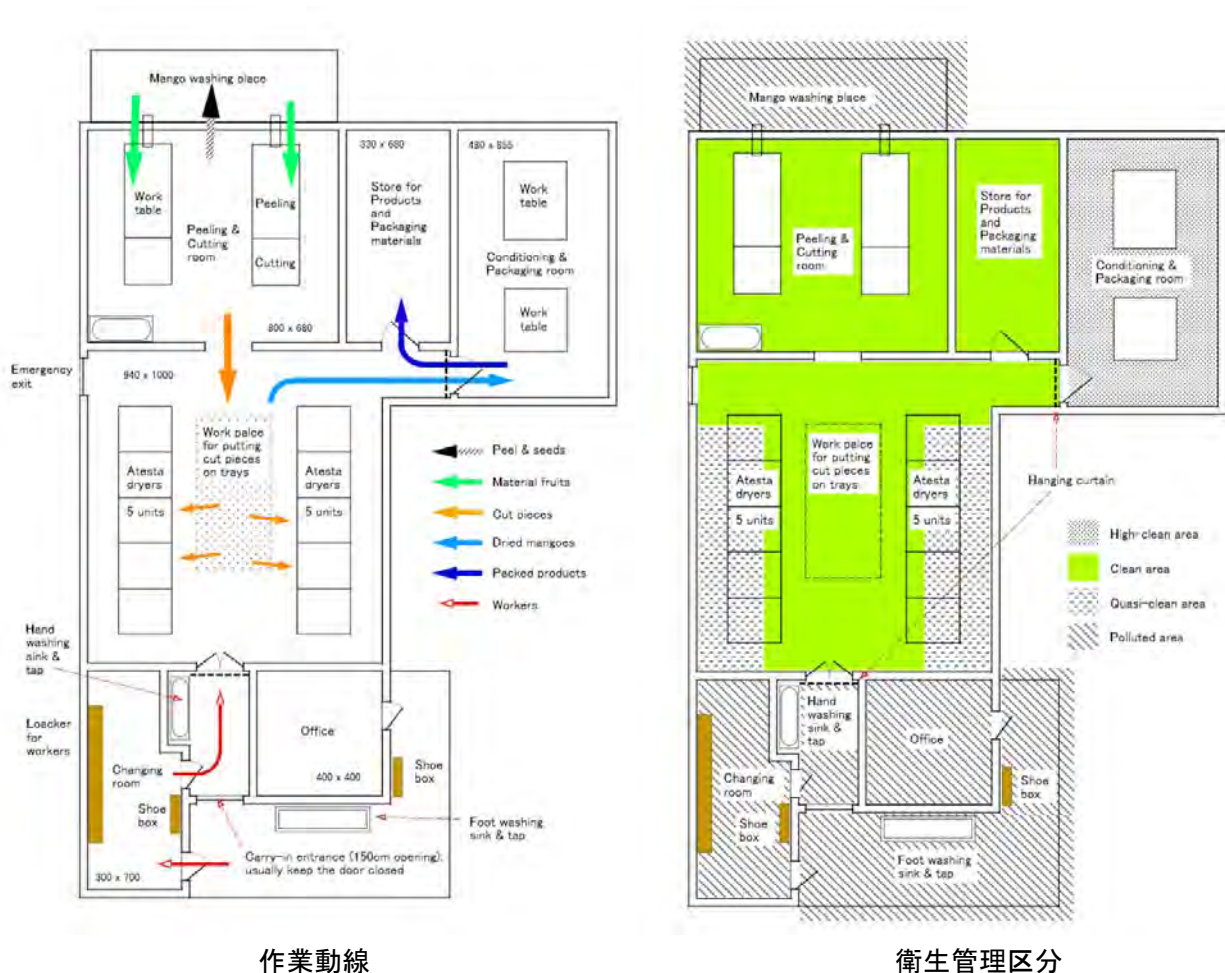 Mango washing place
330 x 680
480 x 855
Work
table
Peeling
Peeling &
Cutting
room
Cutting
Store for
Products
and
Packaging
materials
Work
table
Conditioning &
Packaging room
Work
table
800 x 680
Emergency
exit
940 x 1000
Work palce
for putting
cut pieces
on trays
Atesta
dryers
5 units
Atesta
dryers
5 units
Peel & seeds
Material fruits
Cut pieces
Dried mangoes
Packed products
Workers
Hand
washing
sink &
tap
Loacker
for
workers
Changing
room
Shoe
box
Office
400 x 400
Shoe
box
Foot washing
sink & tap
Carry-in entrance (150cm opening):
usually keep the door closed
300 x 700
作業動線
Mango washing place
Peeling &
Cutting
room
Store for
Products
and
Packaging
materials
Conditioning &
Packaging room
Work palce
for putting
cut pieces
on trays
Atesta
dryers
5 units
Atesta
dryers
5 units
Hanging curtain
High-clean area
Clean area
Quasi-clean area
Polluted area
Hand
washing
sink &
tap
Office
Changing
room
Shoe
box
Shoe
box
Foot washing
sink & tap
衛生管理区分